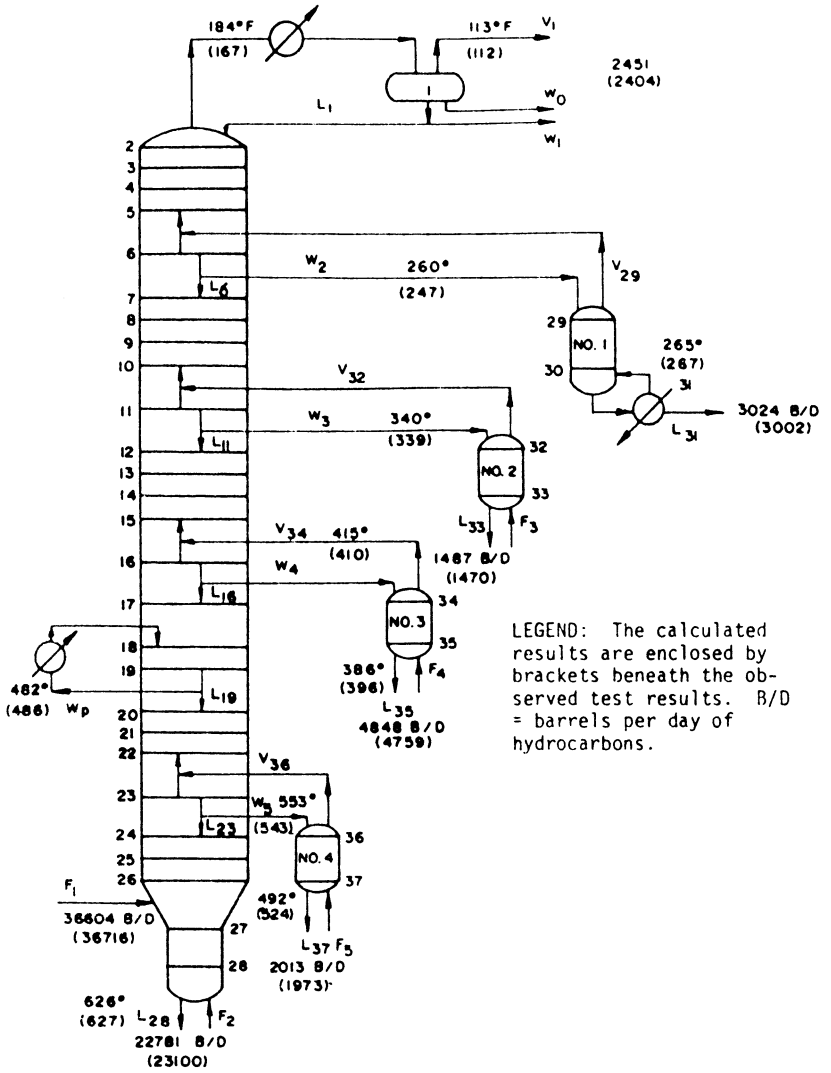 184°F
(167)
113°F
(112)
V1
2451
(2404)
1
W0
L1
W1
2
3
4
5
6
W2
260°
(247)
V29
L6
7
8
9
10
29
NO. 1
30
265°
(267)
31
V32
11
W3
340°
(339)
L11
3024 B/D
(3002)
L31
12
13
14
32
NO. 2
33
15
V34
415°
(410)
L33
F3
1487 B/D
(1470)
16
W4
L16
17
34
NO. 3
35
18
19
482°
(486)
Wp
L19
20
21
22
386°
(396)
F4
L35
4848 B/D
(4759)
LEGEND: The calculated
results are enclosed by
brackets beneath the ob-
served test results. B/D
= barrels per day of
hydrocarbons.
V36
23
W5 553°
(543)
L23
24
36
NO. 4
37
25
26
F1
36604 B/D
(36716)
492°
(524)
27
L37 F5
2013 B/D
(1973)
28
626°
(627)
L28
F2
22781 B/D
(23100)